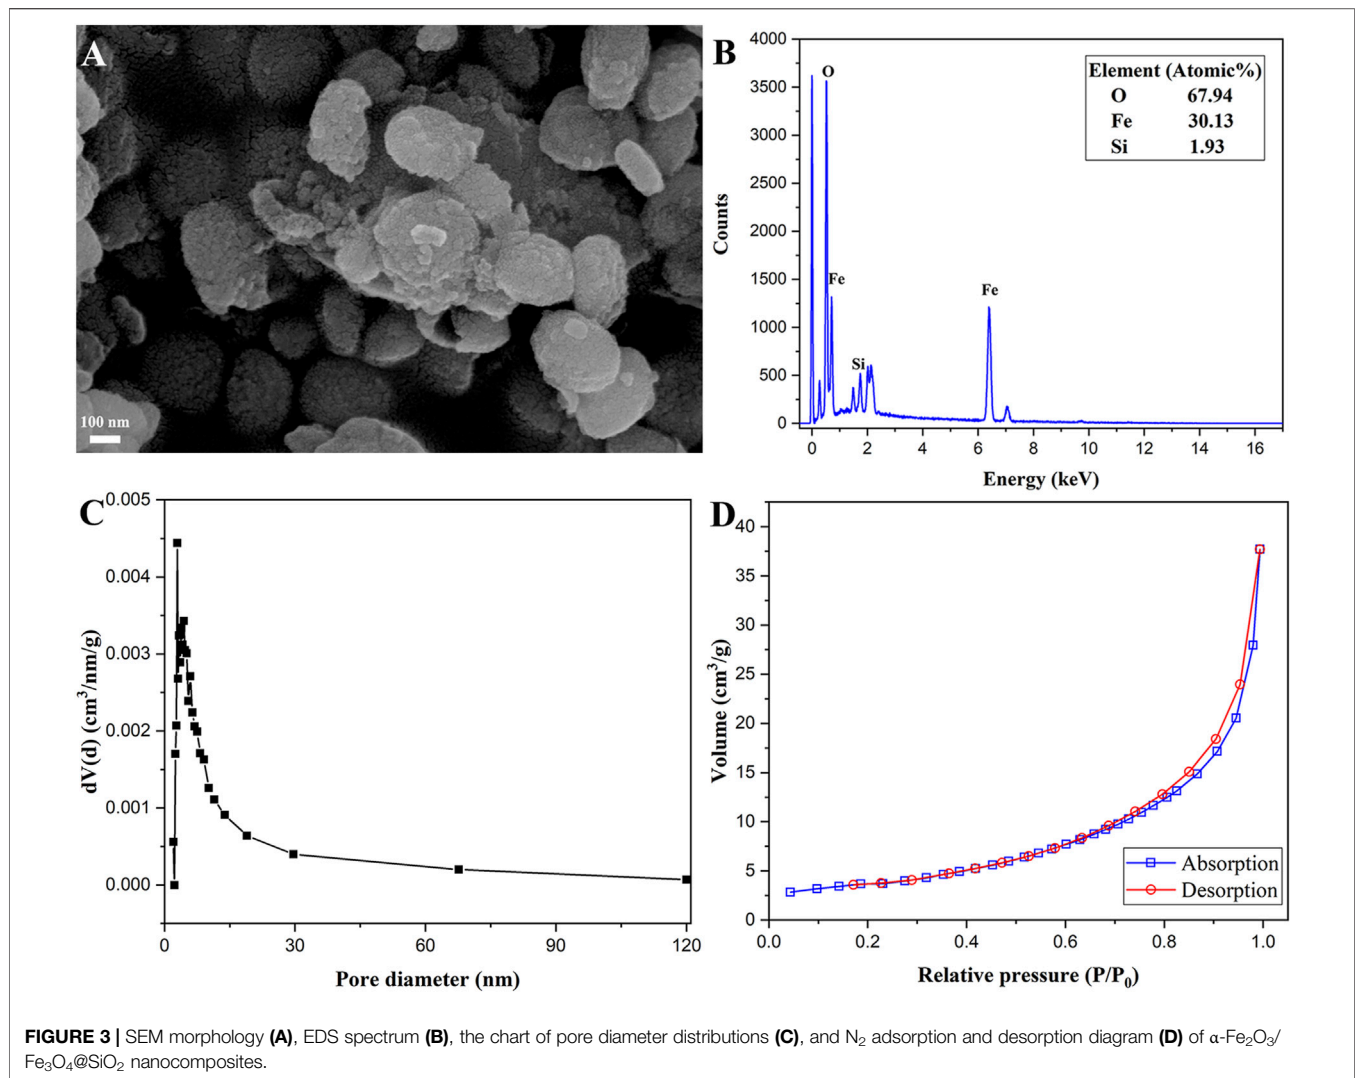 A
100 nm
B
Counts
4000
3500
3000
2500
2000
1500
1000
500
0
O
Fe
Si
Fe
Element (Atomic%)
O 67.94
Fe 30.13
Si 1.93
0 2 4 6 8 10 12 14 16
Energy (keV)
C
dV(d) (cm³/nm/g)
0.005
0.004
0.003
0.002
0.001
0.000
0 30 60 90 120
Pore diameter (nm)
D
Volume (cm³/g)
40
35
30
25
20
15
10
5
0
Absorption
Desorption
0.0 0.2 0.4 0.6 0.8 1.0
Relative pressure (P/P₀)
FIGURE 3 | SEM morphology (A), EDS spectrum (B), the chart of pore diameter distributions (C), and N₂ adsorption and desorption diagram (D) of α-Fe₂O₃/
Fe₃O₄@SiO₂ nanocomposites.